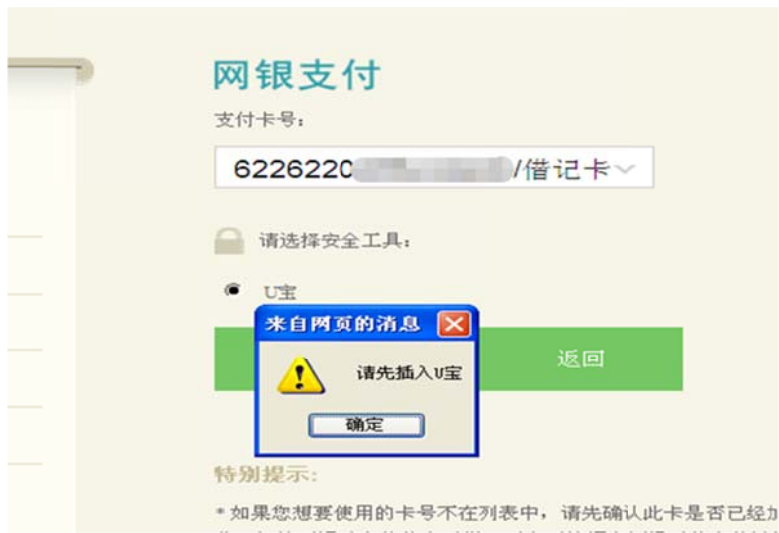 网银支付
支付卡号：
6226220 /借记卡
请选择安全工具：
U宝
来自网页的消息
返回
请先插入U宝
确定
特别提示：
*如果您想要使用的卡号不在列表中，请先确认此卡是否已经加